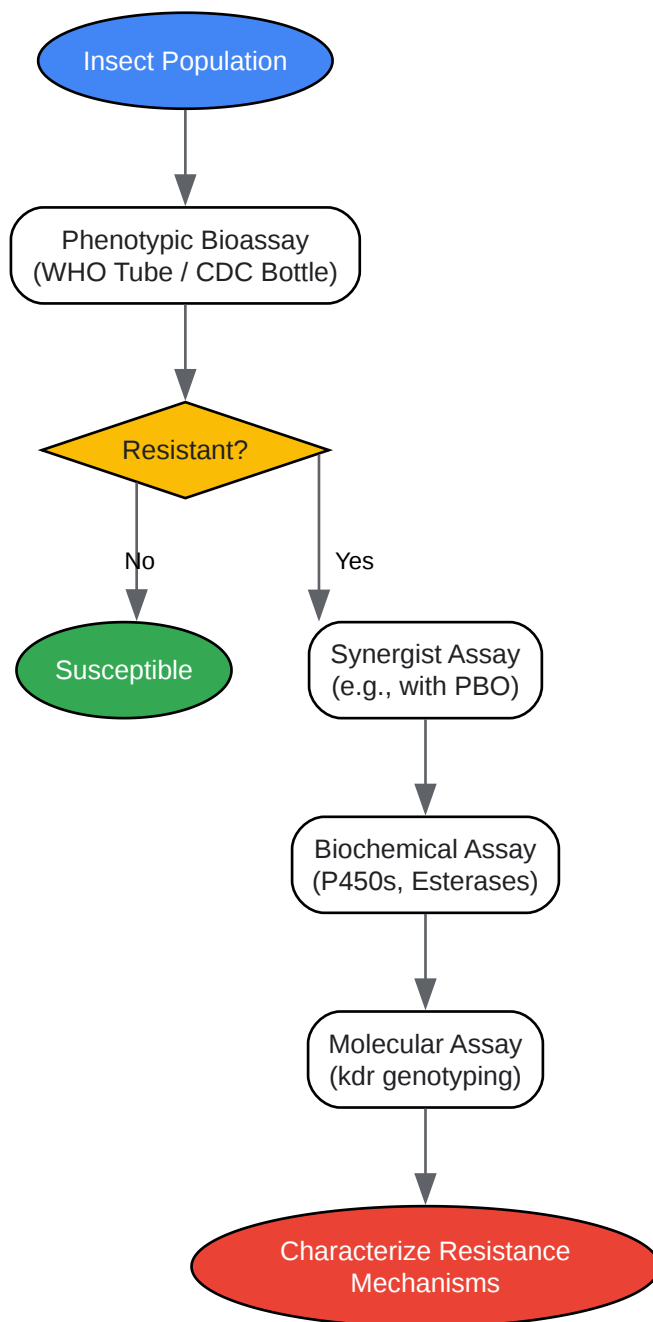 Insect Population
Phenotypic Bioassay
(WHO Tube / CDC Bottle)
Resistant?
No
Yes
Susceptible
Synergist Assay
(e.g., with PBO)
Biochemical Assay
(P450s, Esterases)
Molecular Assay
(kdr genotyping)
Characterize Resistance
Mechanisms